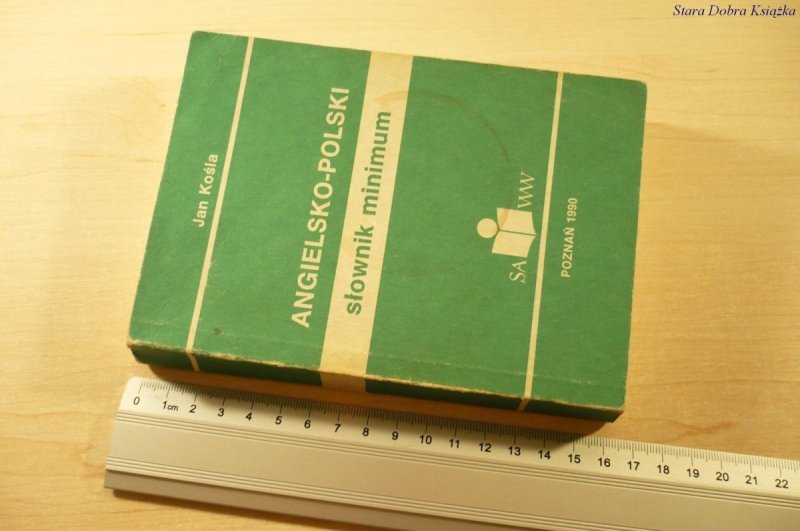 Stara Dobra Książka
Jan Kośla
ANGIELSKO-POLSKI
słownik minimum
SA WW
POZNAŃ 1990
0 1cm 2 3 4 5 6 7 8 9 10 11 12 13 14 15 16 17 18 19 20 21 22